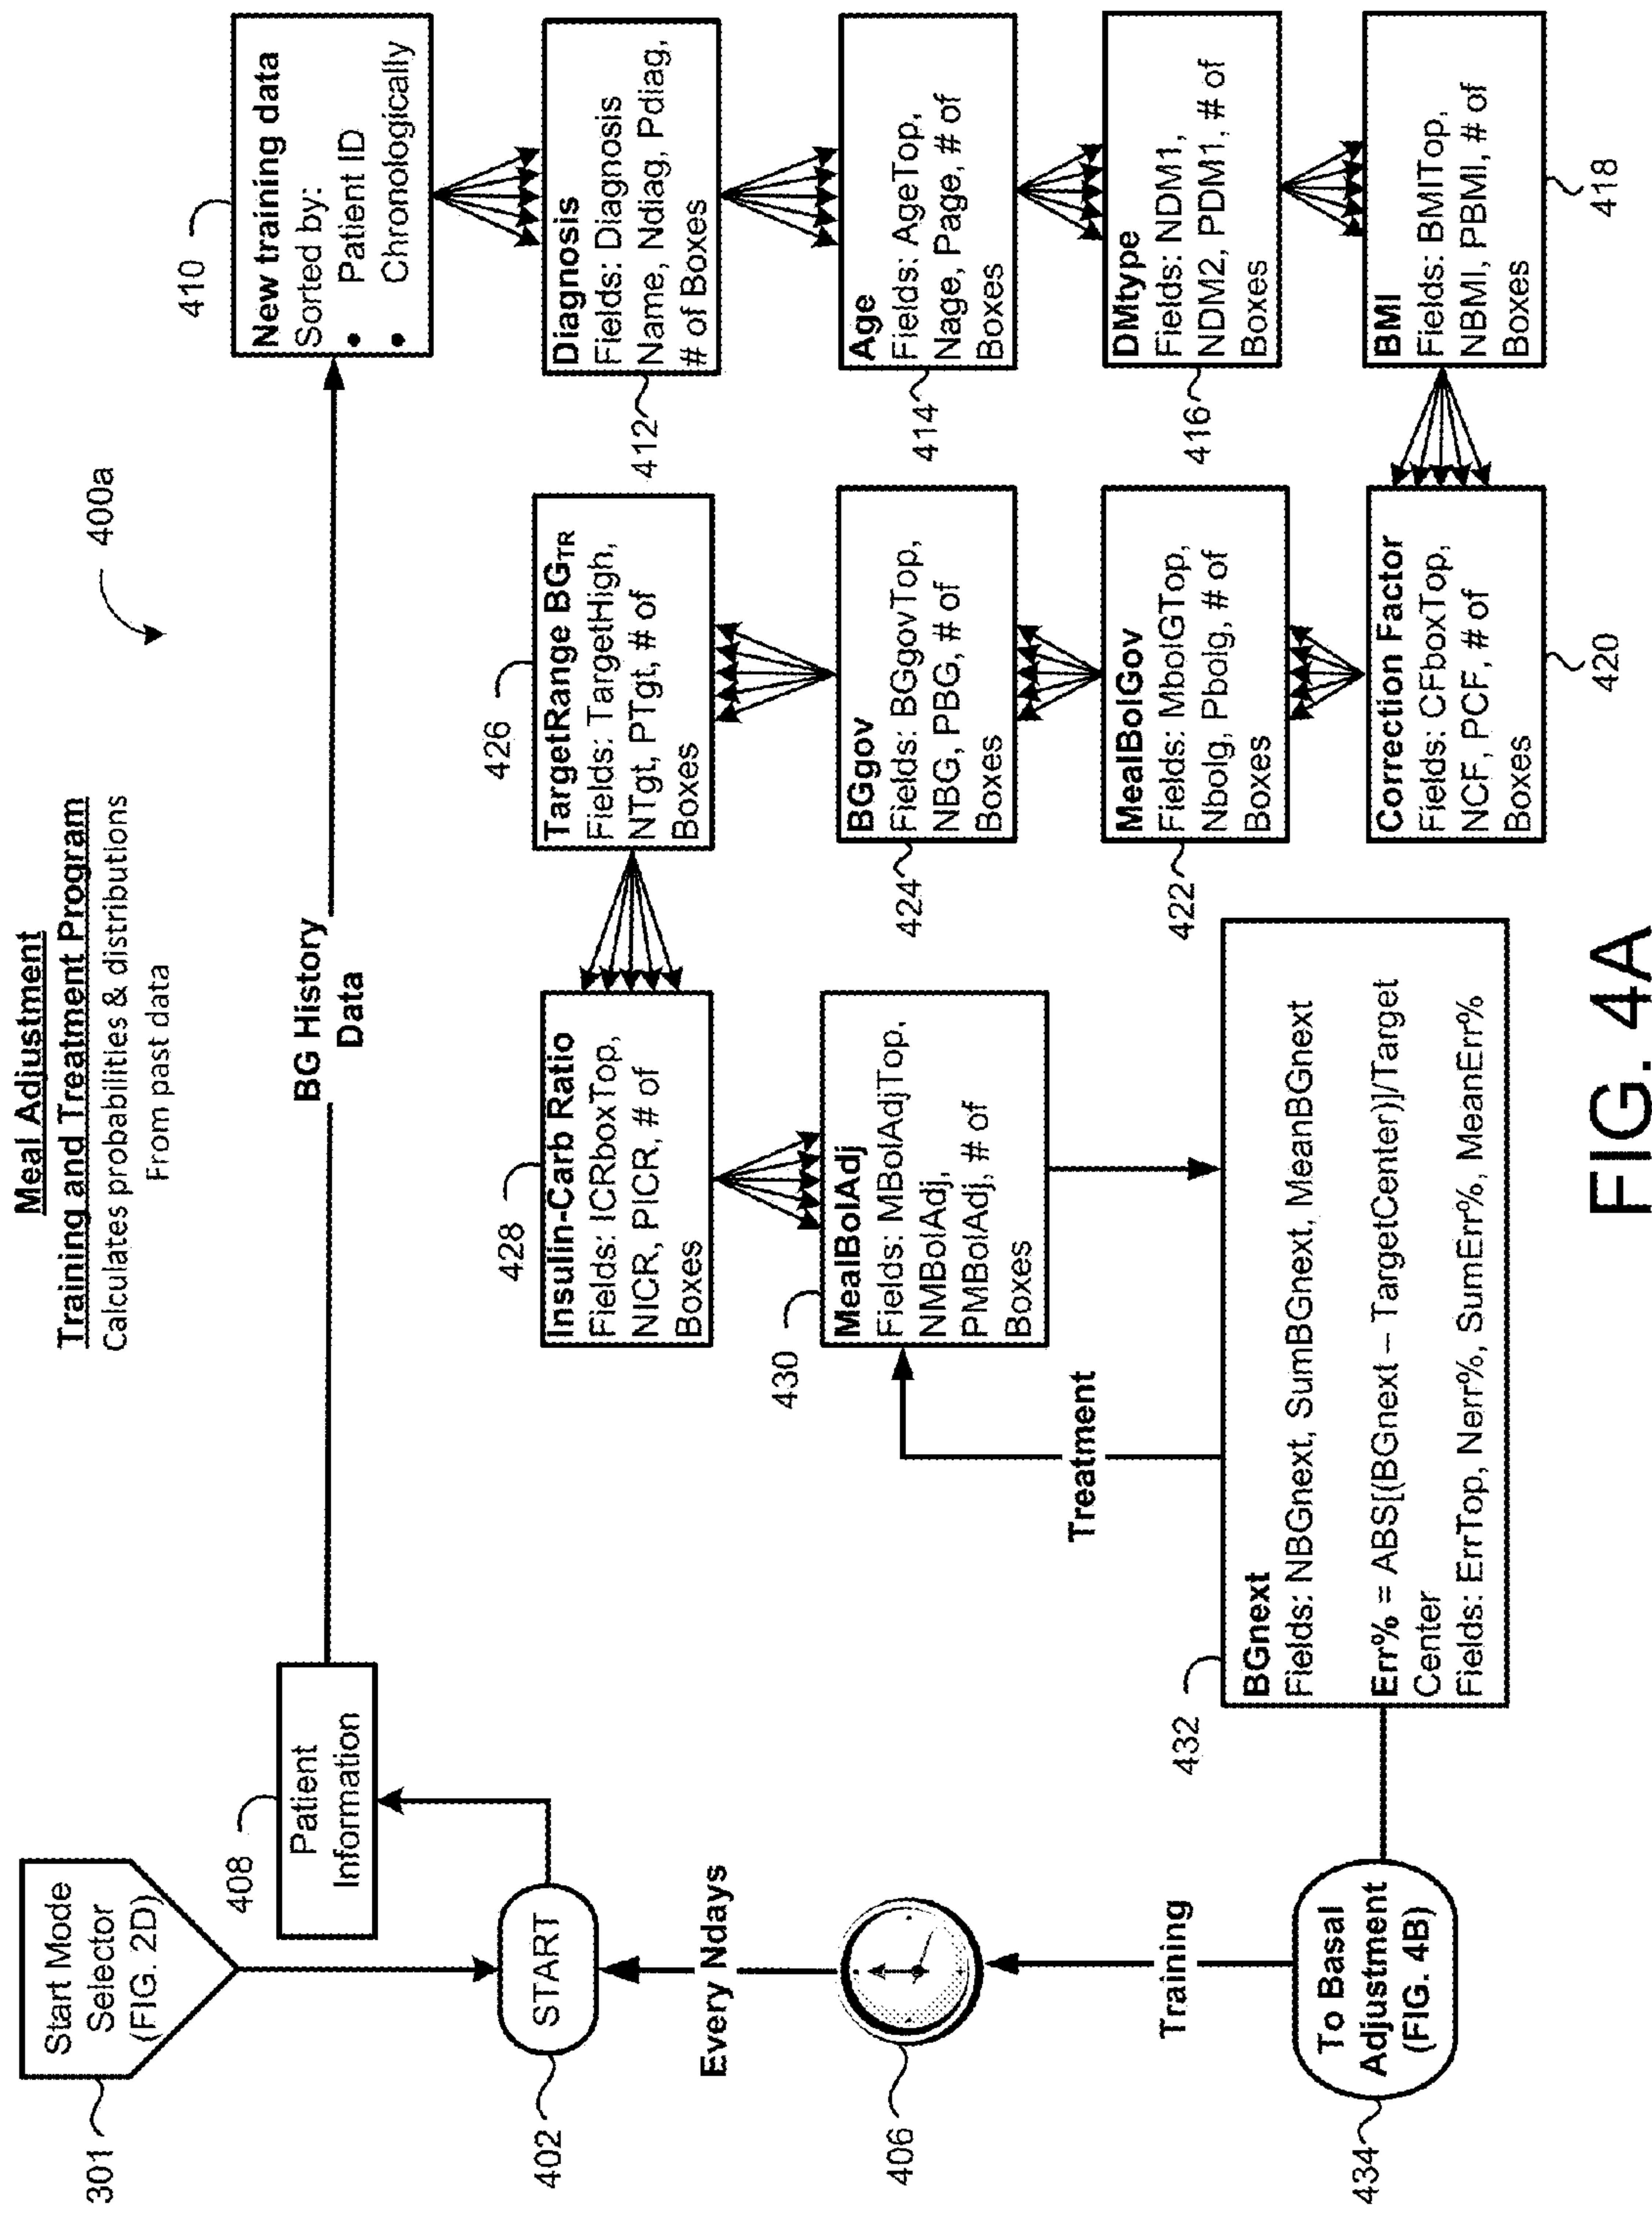 Meal Adjustment
Training and Treatment Program
Calculates probabilities & distributions
From past data
400a
301
Start Mode
Selector
(FIG. 2D)
402
START
408
Patient
Information
BG History
Data
410
New training data
Sorted by:
• Patient ID
• Chronologically
412
Diagnosis
Fields: Diagnosis
Name, Ndiag, Pdiag,
# of Boxes
414
Age
Fields: AgeTop,
Nage, Page, # of
Boxes
416
DMtype
Fields: NDM1,
NDM2, PDM1, # of
Boxes
418
BMI
Fields: BMITop,
NBMI, PBMI, # of
Boxes
420
Correction Factor
Fields: CFboxTop,
NCF, PCF, # of
Boxes
422
MealBolGov
Fields: MbolGTop,
Nbolg, Pbolg, # of
Boxes
424
BGgov
Fields: BGgovTop,
NBG, PBG, # of
Boxes
426
TargetRange BGTR
Fields: TargetHigh,
NTgt, PTgt, # of
Boxes
428
Insulin-Carb Ratio
Fields: ICRboxTop,
NICR, PICR, # of
Boxes
430
MealBolAdj
Fields: MBolAdjTop,
NMBolAdj,
PMBolAdj, # of
Boxes
Treatment
432
BGnext
Fields: NBGnext, SumBGnext, MeanBGnext
Err% = ABS[(BGnext – TargetCenter)]/Target
Center
Fields: ErrTop, Nerr%, SumErr%, MeanErr%
434
To Basal
Adjustment
(FIG. 4B)
Training
406
Every Ndays
FIG. 4A